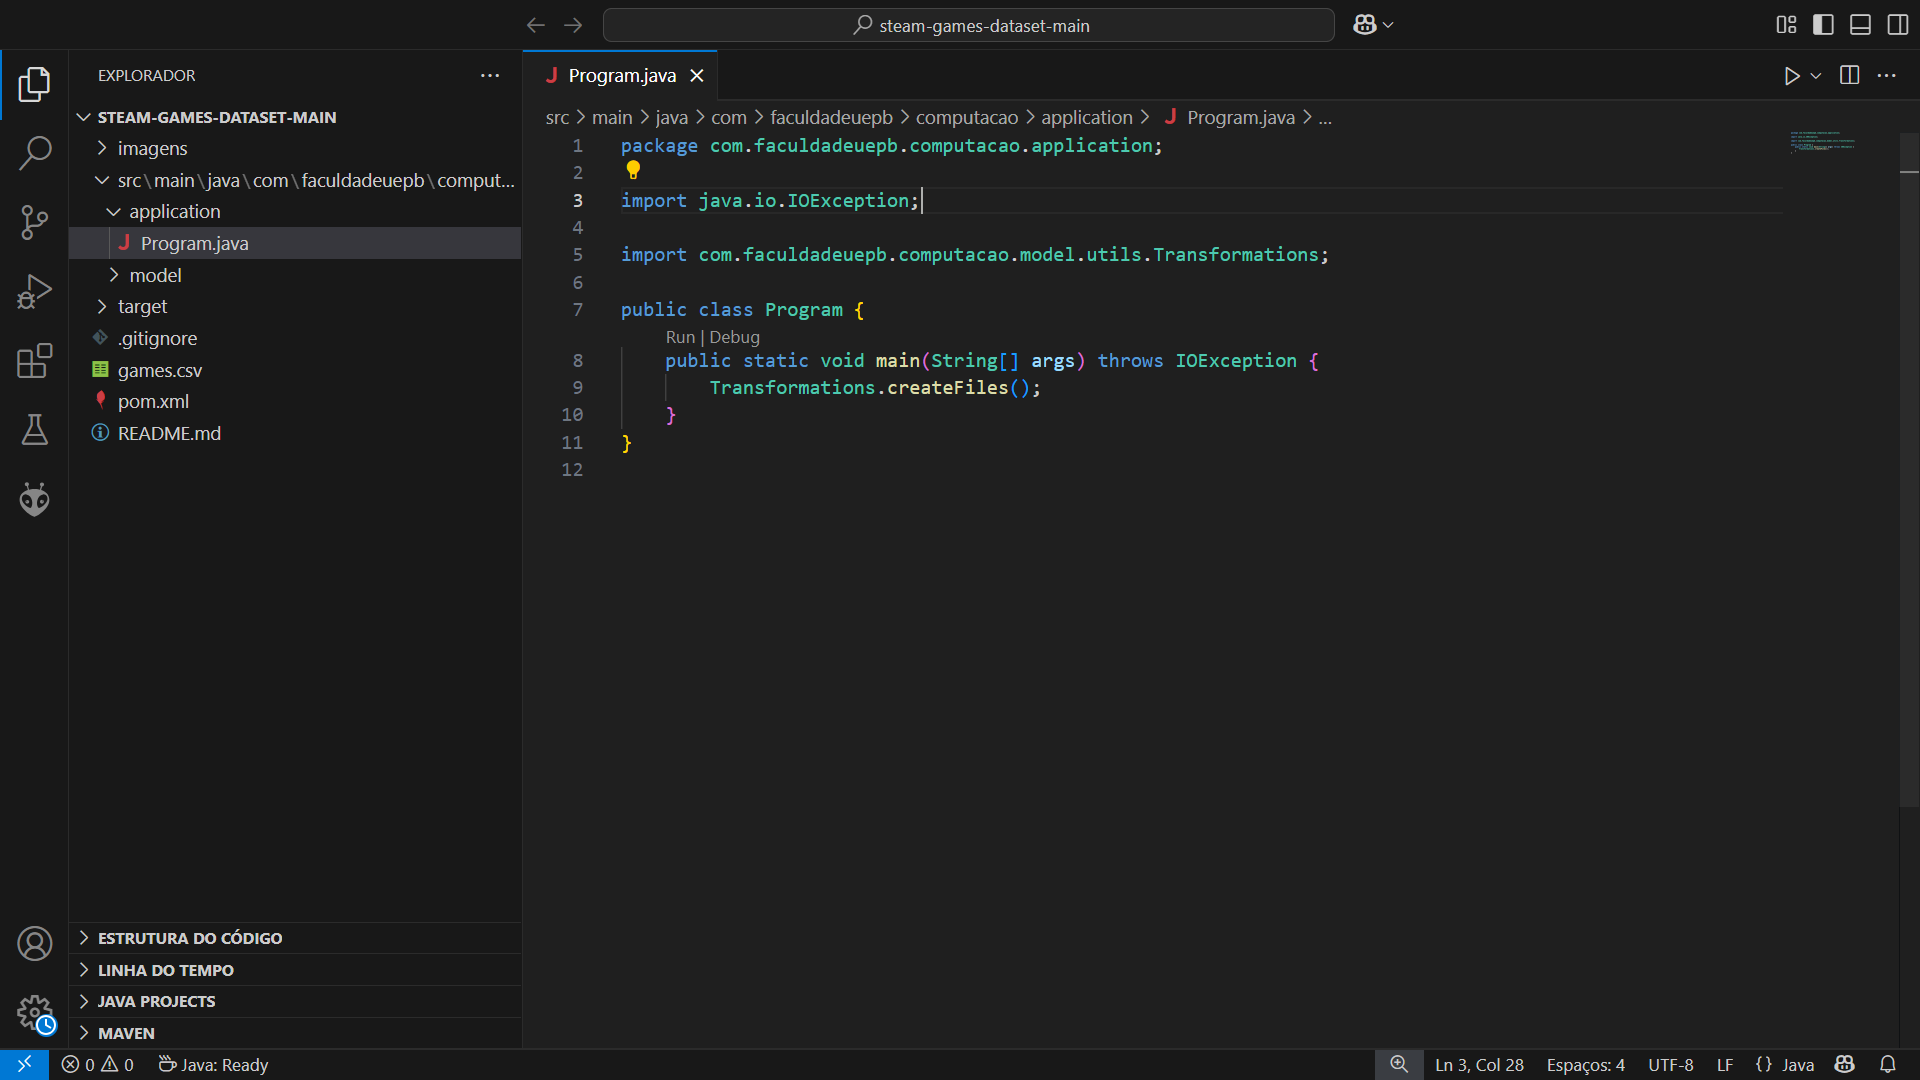 steam-games-dataset-main
EXPLORADOR
STEAM-GAMES-DATASET-MAIN
imagens
src\main\java\com\faculdadeuepb\comput...
application
J Program.java
model
target
.gitignore
games.csv
pom.xml
README.md
ESTRUTURA DO CÓDIGO
LINHA DO TEMPO
JAVA PROJECTS
MAVEN
J Program.java
src > main > java > com > faculdadeuepb > computacao > application > J Program.java > ...
1 package com.faculdadeuepb.computacao.application;
2
3 import java.io.IOException;
4
5 import com.faculdadeuepb.computacao.model.utils.Transformations;
6
7 public class Program {
Run | Debug
8 public static void main(String[] args) throws IOException {
9 Transformations.createFiles();
10 }
11 }
12
0 0 Java: Ready Ln 3, Col 28 Espaços: 4 UTF-8 LF {} Java